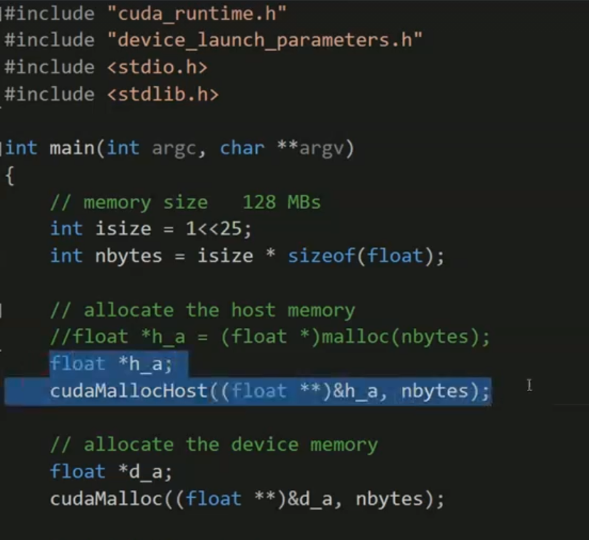 #include "cuda_runtime.h"
#include "device_launch_parameters.h"
#include <stdio.h>
#include <stdlib.h>
int main(int argc, char **argv)
{
// memory size   128 MBs
int isize = 1<<25;
int nbytes = isize * sizeof(float);
// allocate the host memory
//float *h_a = (float *)malloc(nbytes);
float *h_a;
cudaMallocHost((float **)&h_a, nbytes);
// allocate the device memory
float *d_a;
cudaMalloc((float **)&d_a, nbytes);